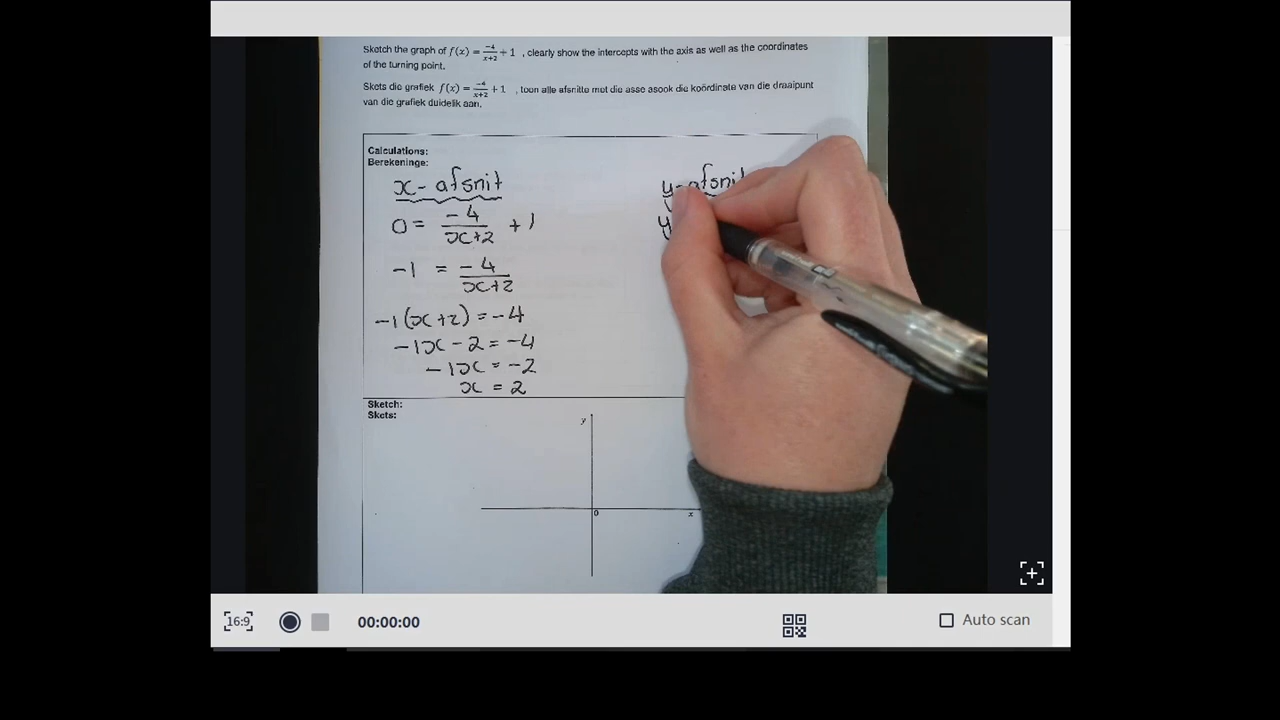 Sketch the graph of f(x) = -4/(x+2) + 1 , clearly show the intercepts with the axis as well as the coordinates
of the turning point.
Skets die grafiek f(x) = -4/(x+2) + 1 , toon alle afsnitte met die asse asook die koördinate van die draaipunt
van die grafiek duidelik aan.
Calculations:
Berekeninge:
x - afsnit
0 = -4/(x+2) + 1
-1 = -4/(x+2)
-1(x+2) = -4
-1x - 2 = -4
-1x = -2
x = 2
y-afsnit
y
Sketch:
Skets:
y
0
x
16:9
00:00:00
Auto scan